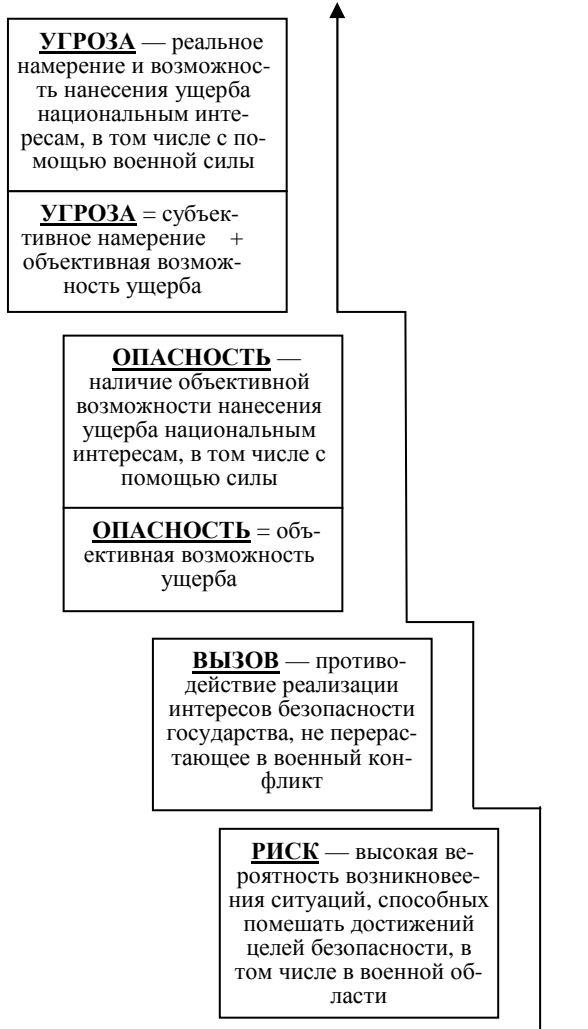 УГРОЗА — реальное
намерение и возможнос-
ть нанесения ущерба
национальным инте-
ресам, в том числе с по-
мощью военной силы
УГРОЗА = субъек-
тивное намерение +
объективная возмож-
ность ущерба
ОПАСНОСТЬ —
наличие объективной
возможности нанесения
ущерба национальным
интересам, в том числе с
помощью силы
ОПАСНОСТЬ = объ-
ективная возможность
ущерба
ВЫЗОВ — противо-
действие реализации
интересов безопасности
государства, не перерас-
тающее в военный кон-
фликт
РИСК — высокая ве-
роятность возникновее-
ния ситуаций, способных
помешать достижений
целей безопасности, в
том числе в военной об-
ласти